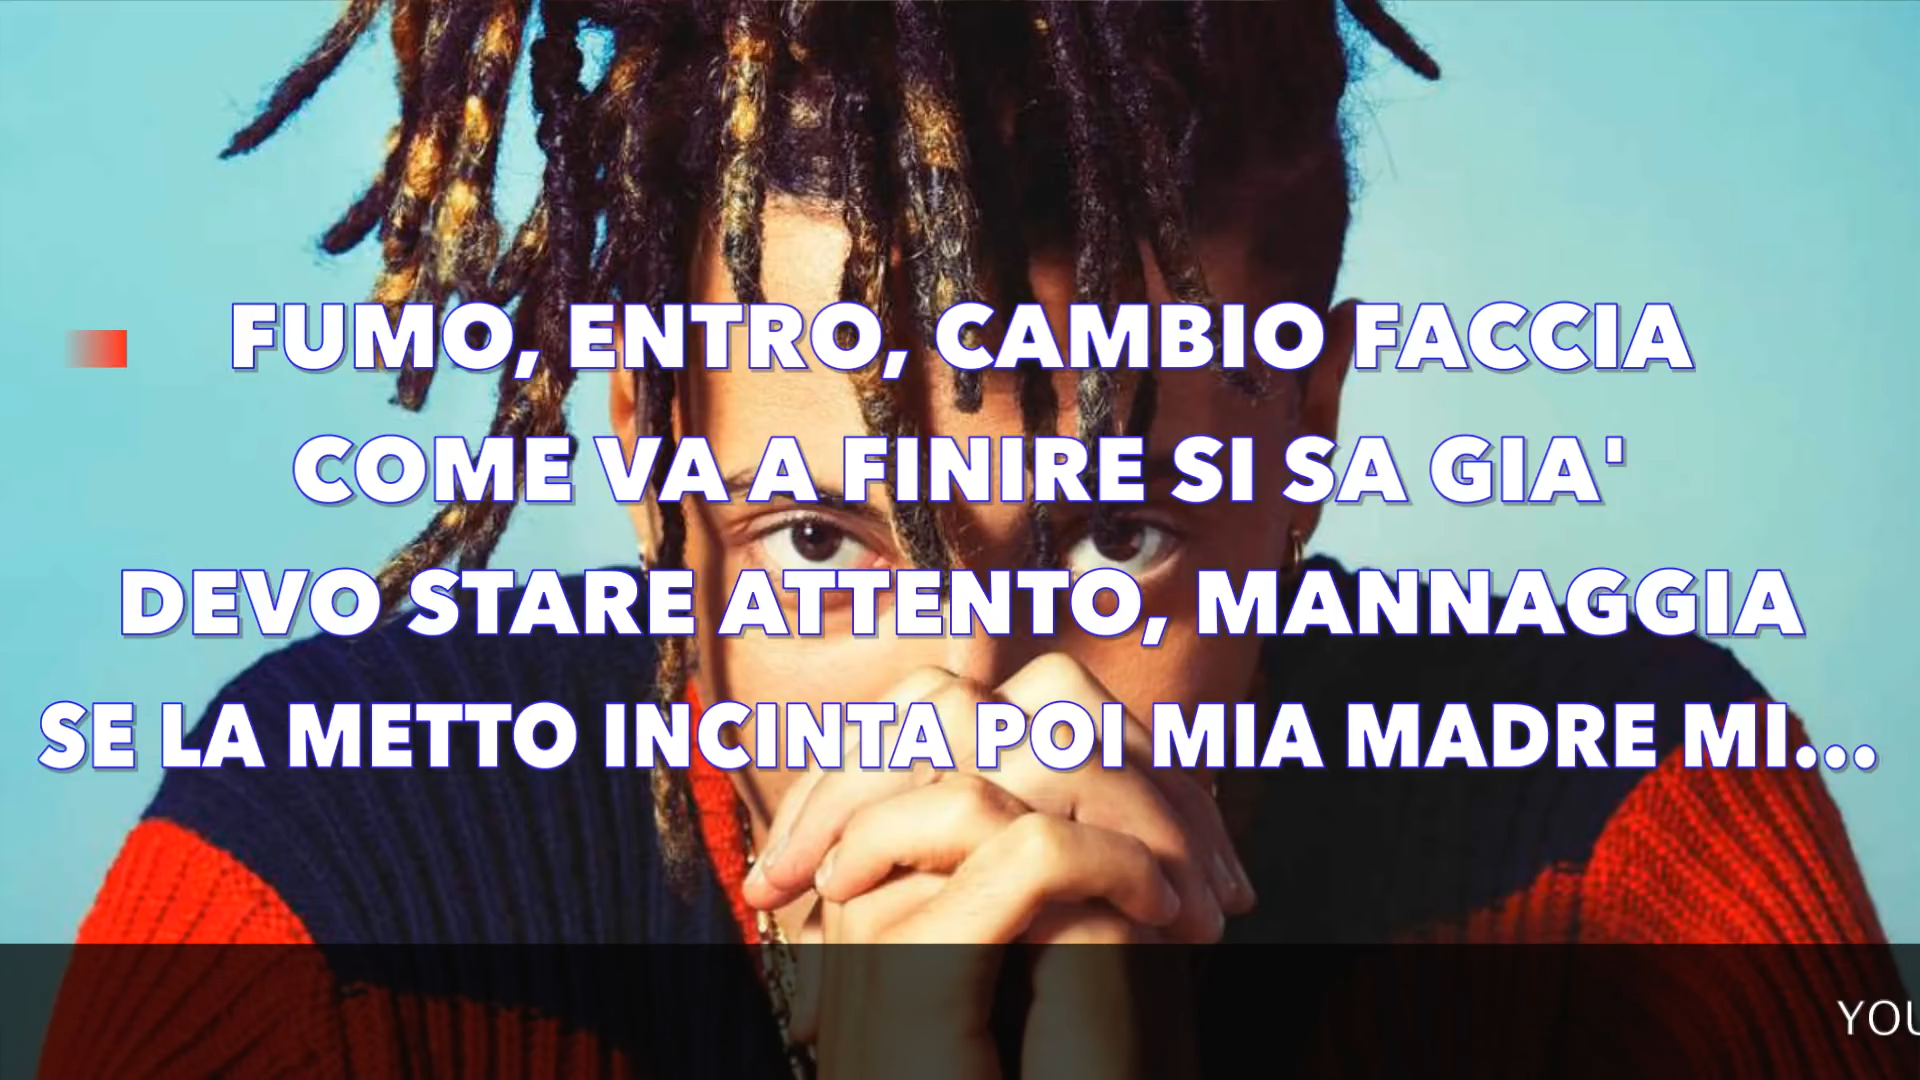 FUMO, ENTRO, CAMBIO FACCIA
COME VA A FINIRE SI SA GIA'
DEVO STARE ATTENTO, MANNAGGIA
SE LA METTO INCINTA POI MIA MADRE MI...
YOU